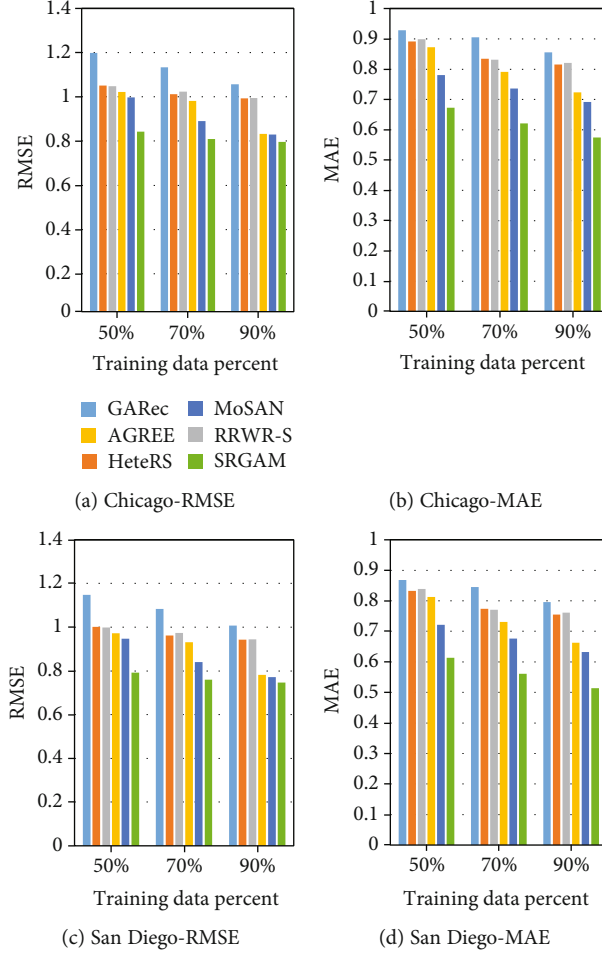 1.4
1.2
1
0.8
0.6
0.4
0.2
0
RMSE
50%
70%
90%
Training data percent
1
0.9
0.8
0.7
0.6
0.5
0.4
0.3
0.2
0.1
0
MAE
50%
70%
90%
Training data percent
GARec
MoSAN
AGREE
RRWR-S
HeteRS
SRGAM
(a) Chicago-RMSE
(b) Chicago-MAE
1.4
1.2
1
0.8
0.6
0.4
0.2
0
RMSE
50%
70%
90%
Training data percent
1
0.9
0.8
0.7
0.6
0.5
0.4
0.3
0.2
0.1
0
MAE
50%
70%
90%
Training data percent
(c) San Diego-RMSE
(d) San Diego-MAE